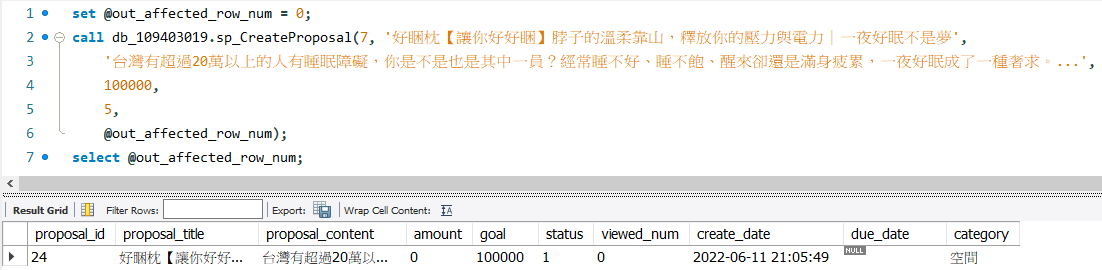 1 set @out_affected_row_num = 0;
2 call db_109403019.sp_CreateProposal(7, '好睏枕【讓你好好睏】脖子的溫柔靠山，釋放你的壓力與電力│一夜好眠不是夢',
3 '台灣有超過20萬以上的人有睡眠障礙，你是不是也是其中一員？經常睡不好、睡不飽、醒來卻還是滿身疲累，一夜好眠成了一種奢求。...',
4 100000,
5 5,
6 @out_affected_row_num);
7 select @out_affected_row_num;
Result Grid Filter Rows: Export: Wrap Cell Content: IA
proposal_id proposal_title proposal_content amount goal status viewed_num create_date due_date category
24 好睏枕【讓你好好... 台灣有超過20萬以... 0 100000 1 0 2022-06-11 21:05:49 NULL 空間